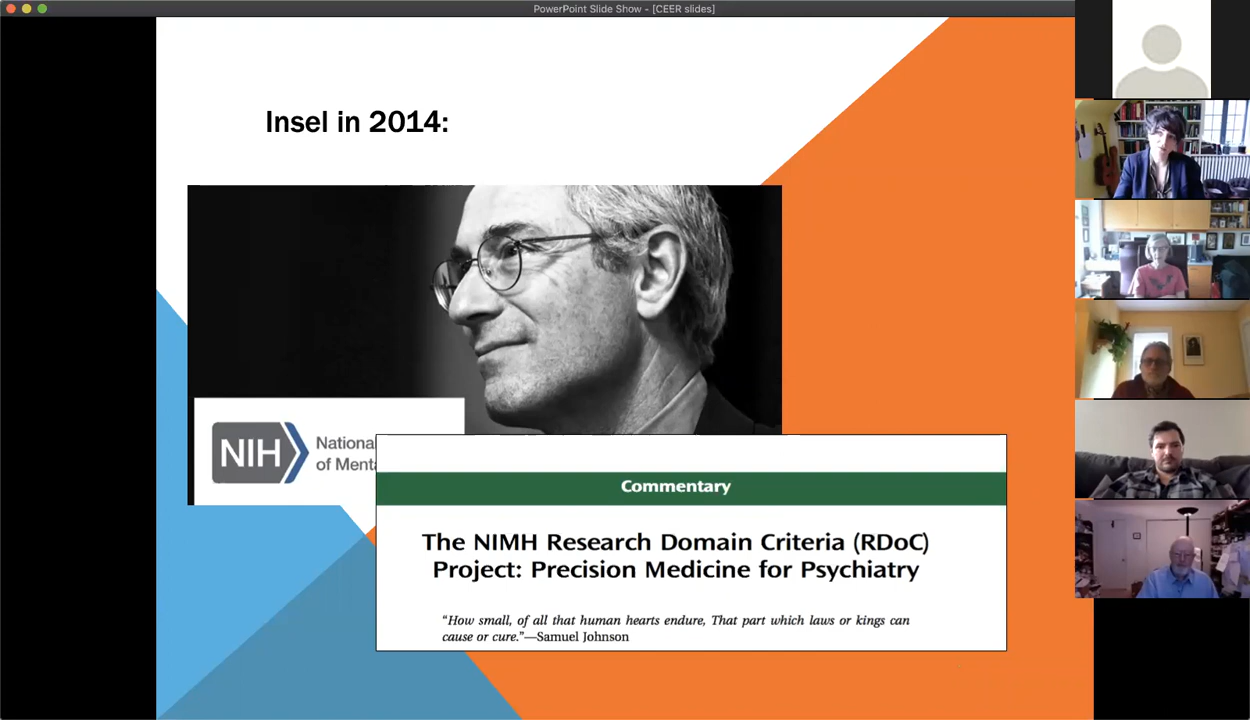 PowerPoint Slide Show - [CEER slides]
Insel in 2014:
NIH
National
of Menta
Commentary
The NIMH Research Domain Criteria (RDoC)
Project: Precision Medicine for Psychiatry
“How small, of all that human hearts endure, That part which laws or kings can
cause or cure.”—Samuel Johnson